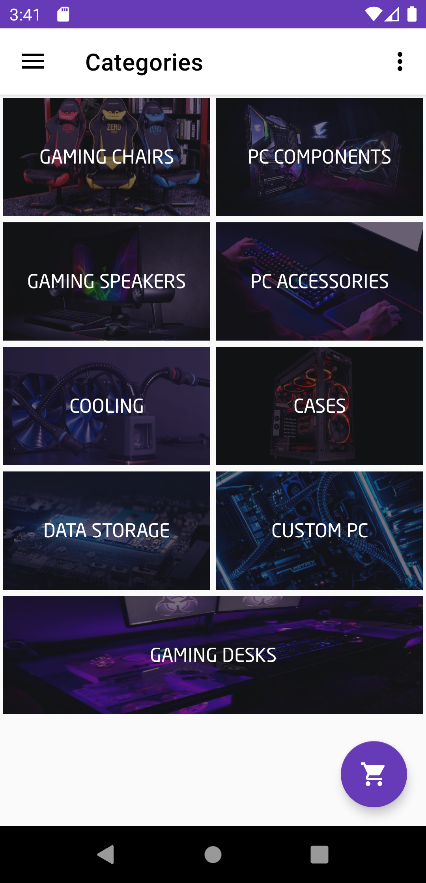 3:41
Categories
GAMING CHAIRS
PC COMPONENTS
GAMING SPEAKERS
PC ACCESSORIES
COOLING
CASES
DATA STORAGE
CUSTOM PC
GAMING DESKS